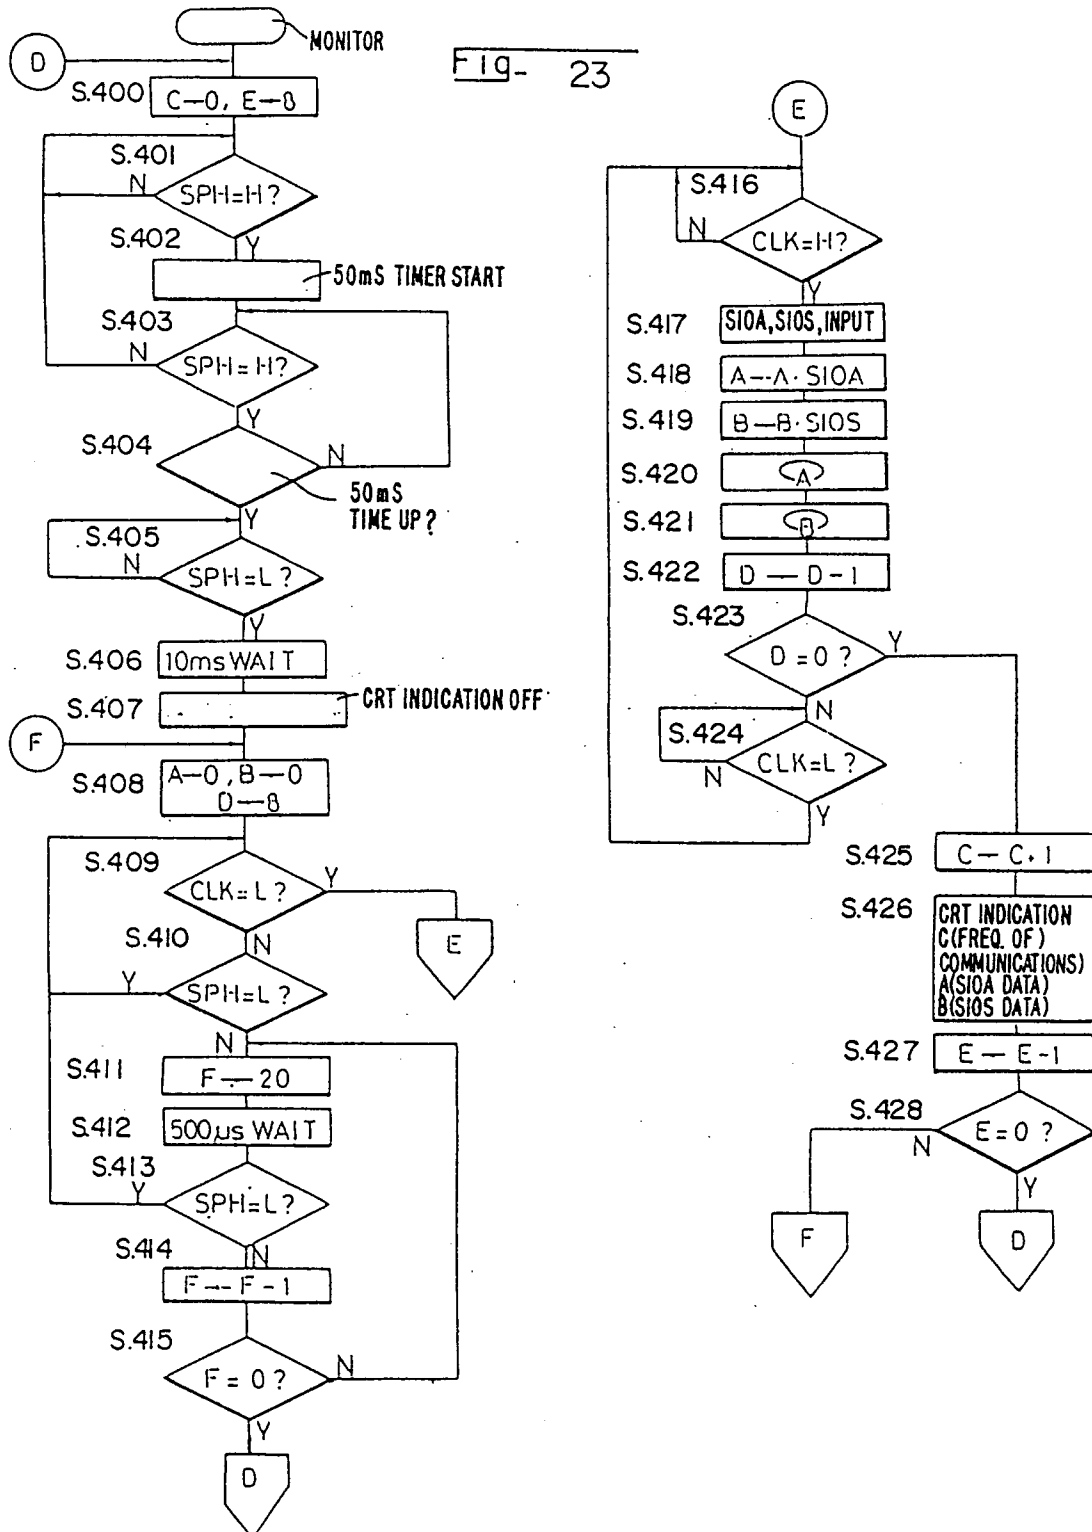 MONITOR
D
Fig- 23
S.400
C—0, E—8
S.401
N
SPH=H?
Y
S.402
50mS TIMER START
S.403
N
SPH=H?
Y
S.404
N
50mS
TIME UP?
Y
S.405
N
SPH=L?
Y
S.406
10ms WAIT
S.407
CRT INDICATION OFF
F
S.408
A—0, B—0
D—8
S.409
CLK=L?
Y
E
N
S.410
Y
SPH=L?
N
S.411
F—20
S.412
500μs WAIT
S.413
Y
SPH=L?
N
S.414
F—F-1
S.415
F=0?
N
Y
D
E
S.416
N
CLK=H?
Y
S.417
SIOA, SIOS, INPUT
S.418
A—A·SIOA
S.419
B—B·SIOS
S.420
A
S.421
B
S.422
D—D-1
S.423
D=0?
Y
N
S.424
N
CLK=L?
Y
S.425
C—C+1
S.426
CRT INDICATION
C(FREQ. OF)
COMMUNICATIONS)
A(SIOA DATA)
B(SIOS DATA)
S.427
E—E-1
S.428
N
E=0?
Y
F
D